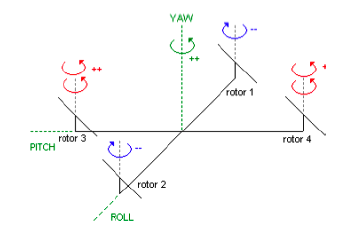 YAW
--
++
++
rotor 1
rotor 3
rotor 4
PITCH
--
rotor 2
ROLL